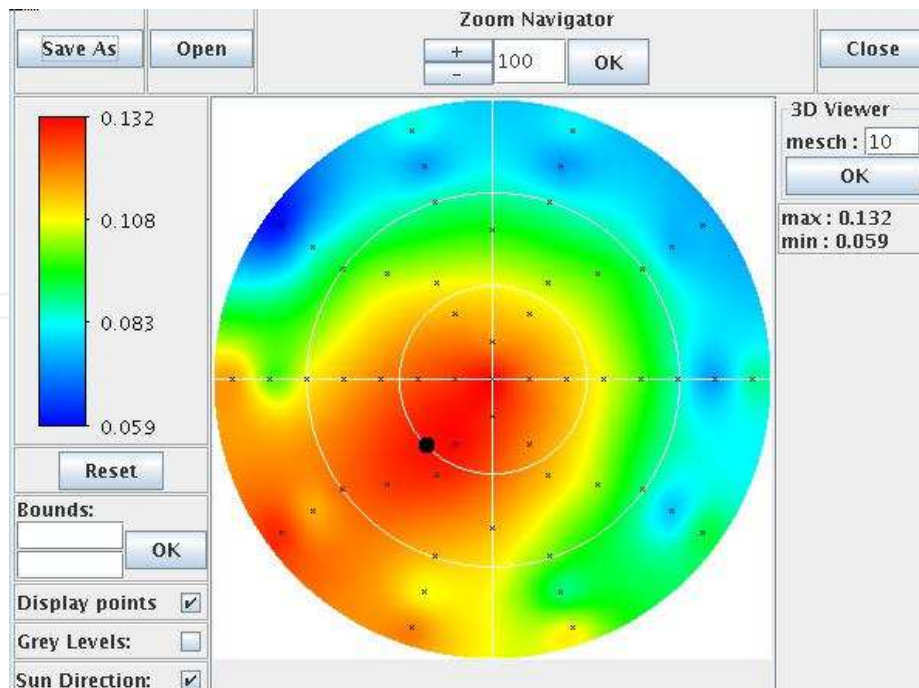 Zoom Navigator
Save As
Open
+
-
100
OK
Close
0.132
0.108
0.083
0.059
3D Viewer
mesch : 10
OK
max : 0.132
min : 0.059
Reset
Bounds:
OK
Display points
Grey Levels:
Sun Direction: